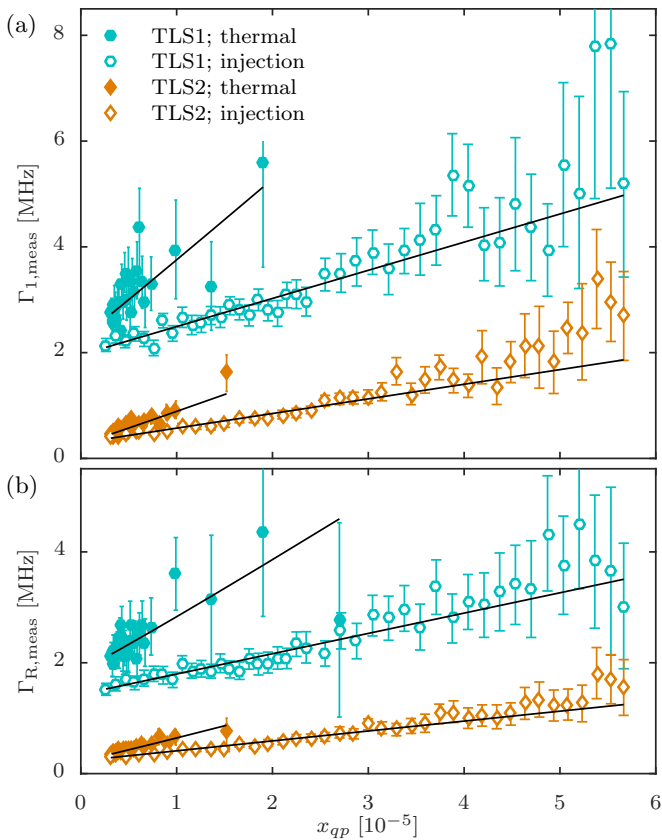 (a)
TLS1; thermal
TLS1; injection
TLS2; thermal
TLS2; injection
8
6
4
2
0
Γ1,meas [MHz]
(b)
4
2
0
ΓR,meas [MHz]
0 1 2 3 4 5 6
xqp [10−5]